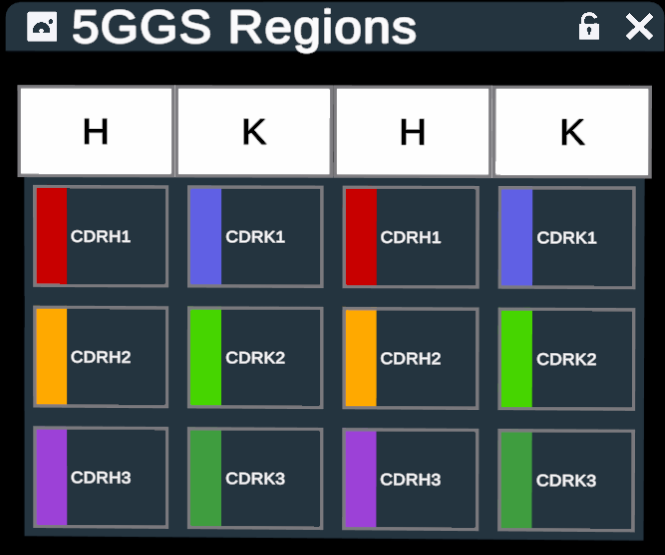 5GGS Regions
H K H K
CDRH1 CDRK1 CDRH1 CDRK1
CDRH2 CDRK2 CDRH2 CDRK2
CDRH3 CDRK3 CDRH3 CDRK3